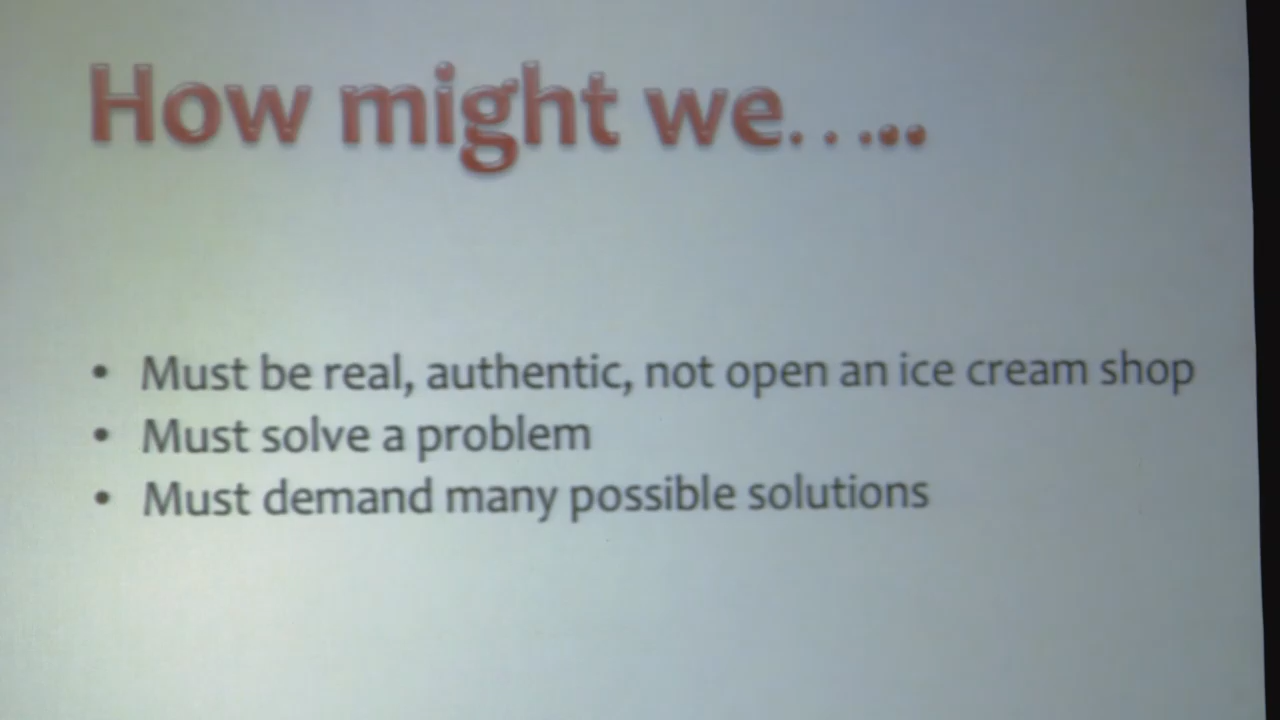 How might we......
• Must be real, authentic, not open an ice cream shop
• Must solve a problem
• Must demand many possible solutions